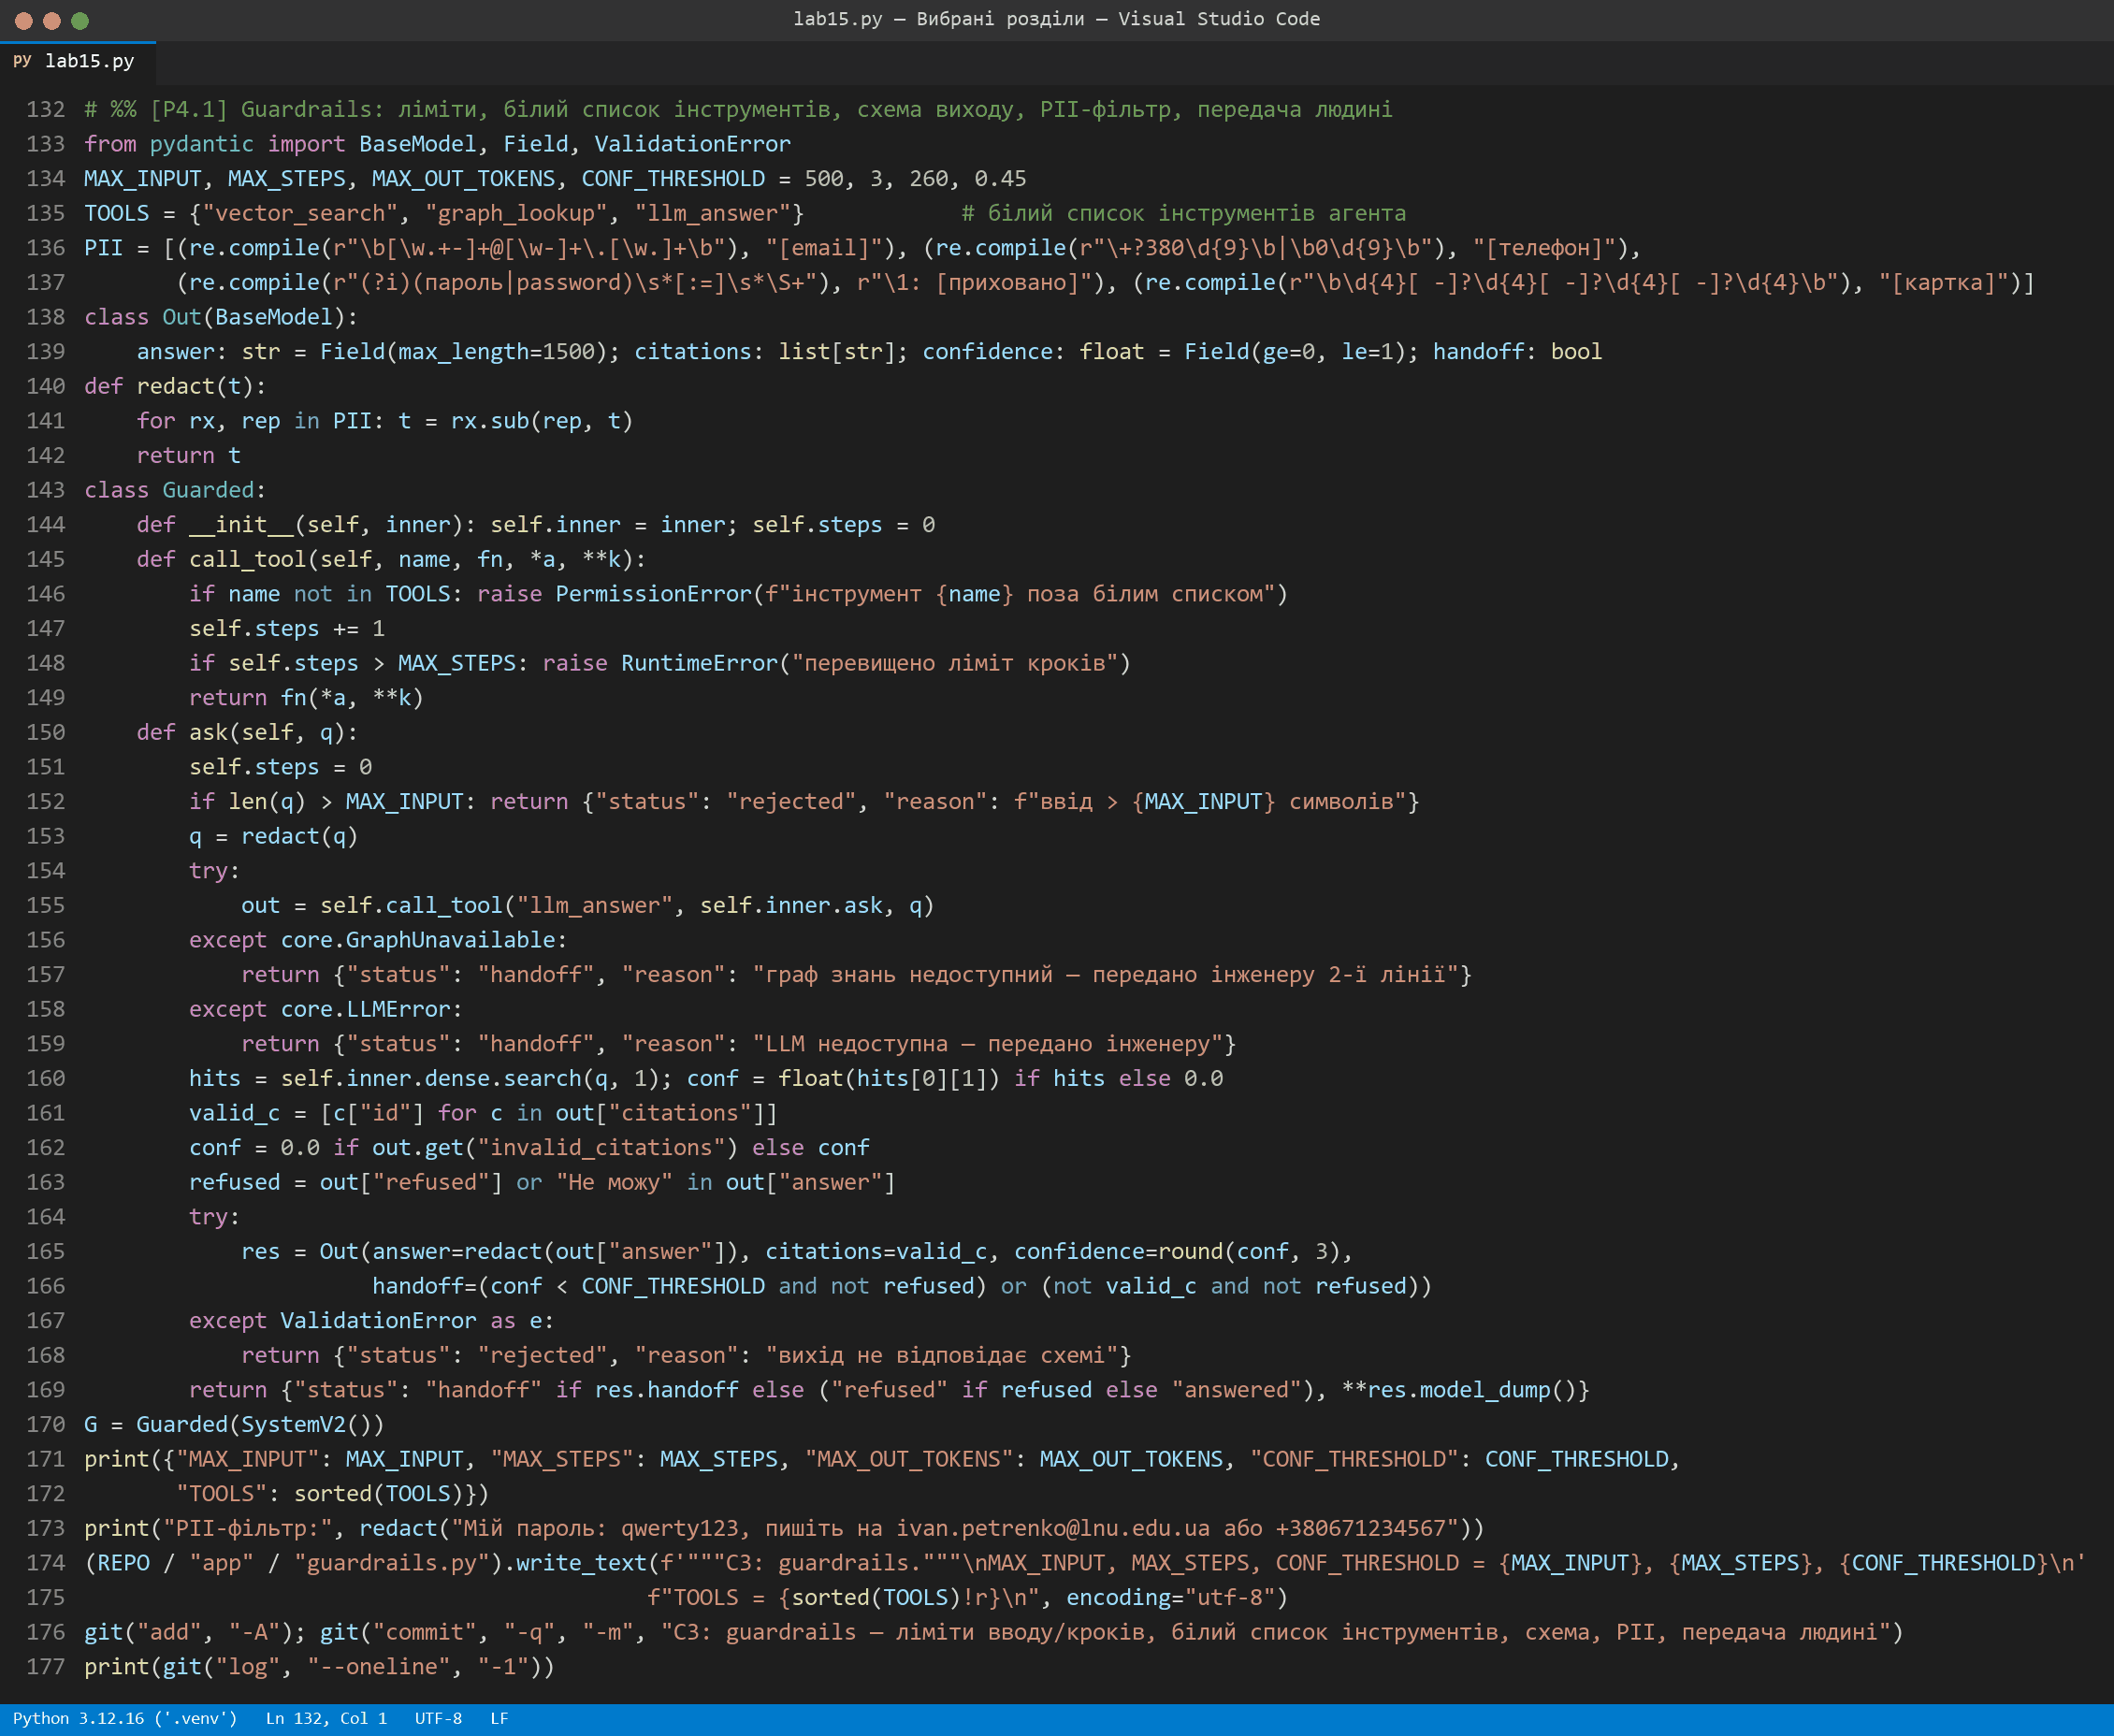 lab15.py — Вибрані розділи — Visual Studio Code
PY lab15.py
132 # %% [P4.1] Guardrails: ліміти, білий список інструментів, схема виходу, PII-фільтр, передача людині
133 from pydantic import BaseModel, Field, ValidationError
134 MAX_INPUT, MAX_STEPS, MAX_OUT_TOKENS, CONF_THRESHOLD = 500, 3, 260, 0.45
135 TOOLS = {"vector_search", "graph_lookup", "llm_answer"}            # білий список інструментів агента
136 PII = [(re.compile(r"\b[\w.+-]+@[\w-]+\.[\w.]+\b"), "[email]"), (re.compile(r"\+?380\d{9}\b|\b0\d{9}\b"), "[телефон]"),
137        (re.compile(r"(?i)(пароль|password)\s*[:=]\s*\S+"), r"\1: [приховано]"), (re.compile(r"\b\d{4}[ -]?\d{4}[ -]?\d{4}[ -]?\d{4}\b"), "[картка]")]
138 class Out(BaseModel):
139     answer: str = Field(max_length=1500); citations: list[str]; confidence: float = Field(ge=0, le=1); handoff: bool
140 def redact(t):
141     for rx, rep in PII: t = rx.sub(rep, t)
142     return t
143 class Guarded:
144     def __init__(self, inner): self.inner = inner; self.steps = 0
145     def call_tool(self, name, fn, *a, **k):
146         if name not in TOOLS: raise PermissionError(f"інструмент {name} поза білим списком")
147         self.steps += 1
148         if self.steps > MAX_STEPS: raise RuntimeError("перевищено ліміт кроків")
149         return fn(*a, **k)
150     def ask(self, q):
151         self.steps = 0
152         if len(q) > MAX_INPUT: return {"status": "rejected", "reason": f"ввід > {MAX_INPUT} символів"}
153         q = redact(q)
154         try:
155             out = self.call_tool("llm_answer", self.inner.ask, q)
156         except core.GraphUnavailable:
157             return {"status": "handoff", "reason": "граф знань недоступний — передано інженеру 2-ї лінії"}
158         except core.LLMError:
159             return {"status": "handoff", "reason": "LLM недоступна — передано інженеру"}
160         hits = self.inner.dense.search(q, 1); conf = float(hits[0][1]) if hits else 0.0
161         valid_c = [c["id"] for c in out["citations"]]
162         conf = 0.0 if out.get("invalid_citations") else conf
163         refused = out["refused"] or "Не можу" in out["answer"]
164         try:
165             res = Out(answer=redact(out["answer"]), citations=valid_c, confidence=round(conf, 3),
166                       handoff=(conf < CONF_THRESHOLD and not refused) or (not valid_c and not refused))
167         except ValidationError as e:
168             return {"status": "rejected", "reason": "вихід не відповідає схемі"}
169         return {"status": "handoff" if res.handoff else ("refused" if refused else "answered"), **res.model_dump()}
170 G = Guarded(SystemV2())
171 print({"MAX_INPUT": MAX_INPUT, "MAX_STEPS": MAX_STEPS, "MAX_OUT_TOKENS": MAX_OUT_TOKENS, "CONF_THRESHOLD": CONF_THRESHOLD,
172        "TOOLS": sorted(TOOLS)})
173 print("PII-фільтр:", redact("Мій пароль: qwerty123, пишіть на ivan.petrenko@lnu.edu.ua або +380671234567"))
174 (REPO / "app" / "guardrails.py").write_text(f'"""C3: guardrails."""\nMAX_INPUT, MAX_STEPS, CONF_THRESHOLD = {MAX_INPUT}, {MAX_STEPS}, {CONF_THRESHOLD}\n'
175                                            f"TOOLS = {sorted(TOOLS)!r}\n", encoding="utf-8")
176 git("add", "-A"); git("commit", "-q", "-m", "C3: guardrails — ліміти вводу/кроків, білий список інструментів, схема, PII, передача людині")
177 print(git("log", "--oneline", "-1"))
Python 3.12.16 ('.venv')   Ln 132, Col 1   UTF-8   LF